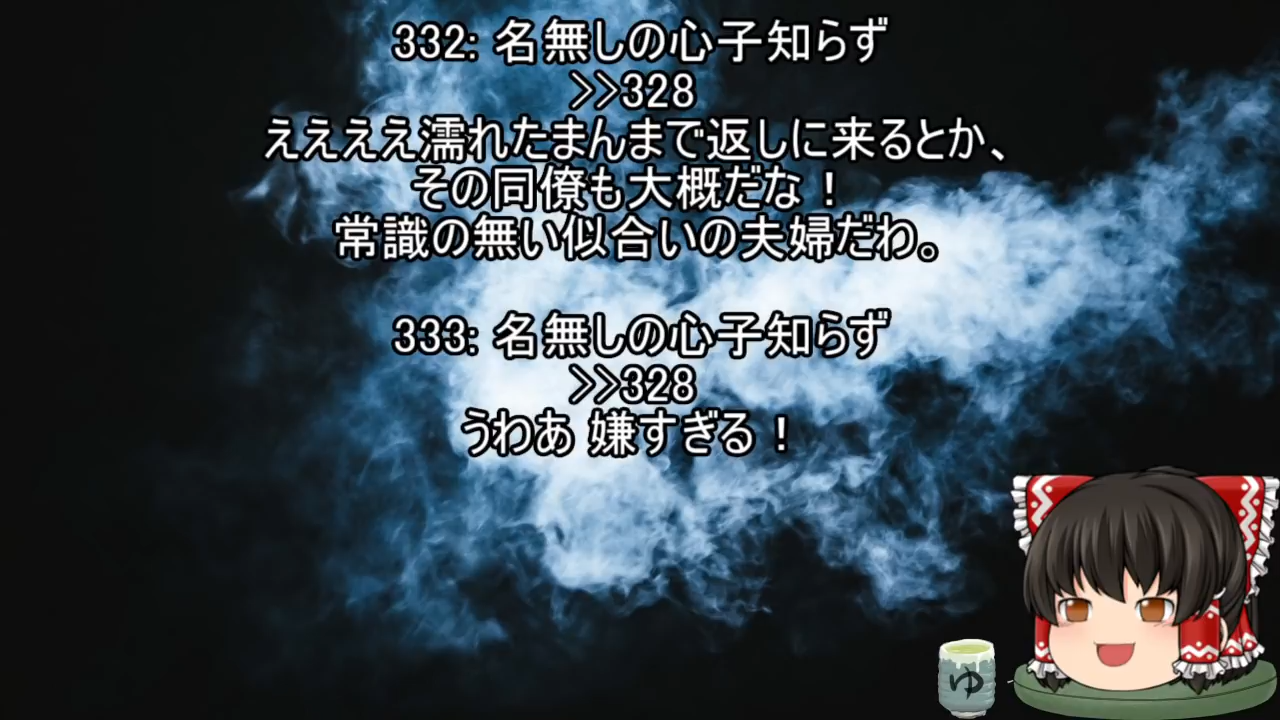 332: 名無しの心子知らず
>>328
ええええ濡れたまんまで返しに来るとか、
その同僚も大概だな！
常識の無い似合いの夫婦だわ。
333: 名無しの心子知らず
>>328
うわあ 嫌すぎる！
ゆ